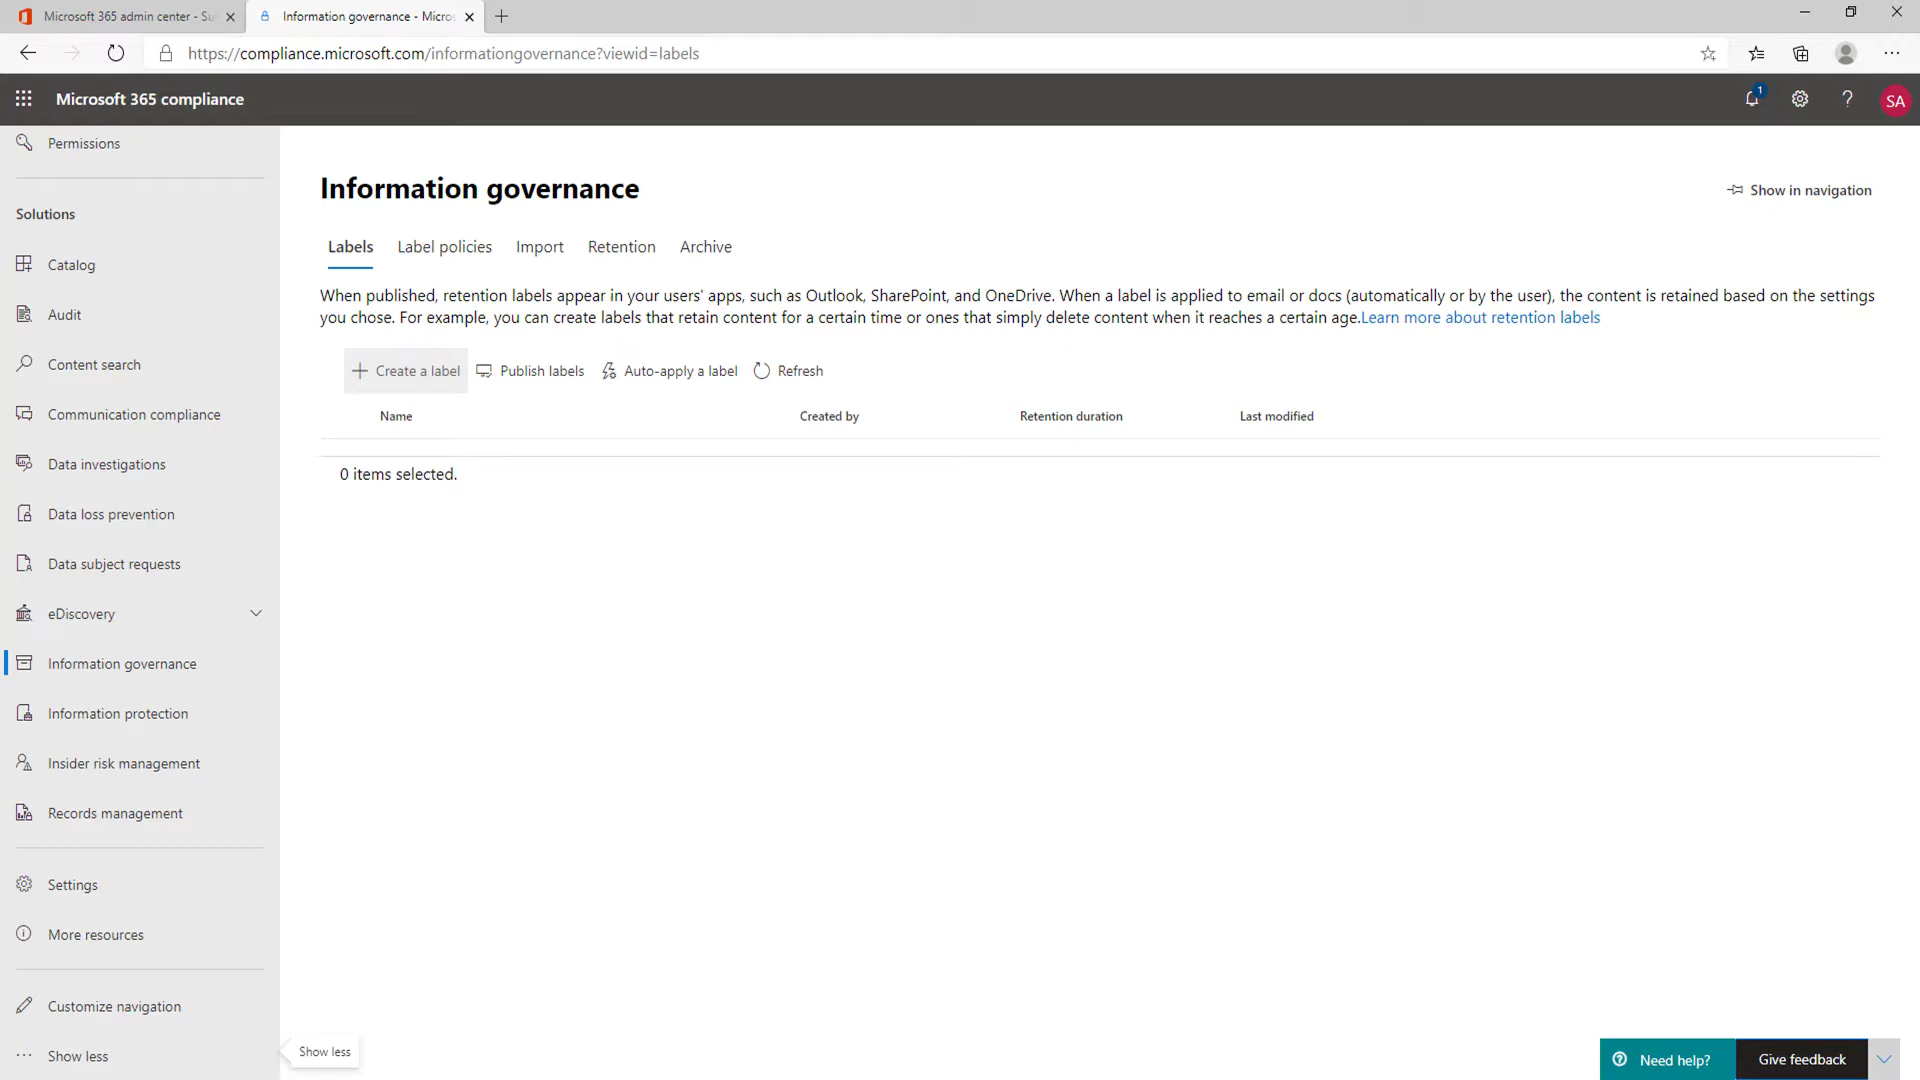 Microsoft 365 admin center - Su
Information governance - Micros
https://compliance.microsoft.com/informationgovernance?viewid=labels
Microsoft 365 compliance
1
SA
Permissions
Solutions
Catalog
Audit
Content search
Communication compliance
Data investigations
Data loss prevention
Data subject requests
eDiscovery
Information governance
Information protection
Insider risk management
Records management
Settings
More resources
Customize navigation
Show less
Show less
Information governance
Show in navigation
Labels Label policies Import Retention Archive
When published, retention labels appear in your users' apps, such as Outlook, SharePoint, and OneDrive. When a label is applied to email or docs (automatically or by the user), the content is retained based on the settings
you chose. For example, you can create labels that retain content for a certain time or ones that simply delete content when it reaches a certain age.Learn more about retention labels
Create a label Publish labels Auto-apply a label Refresh
Name Created by Retention duration Last modified
0 items selected.
Need help? Give feedback